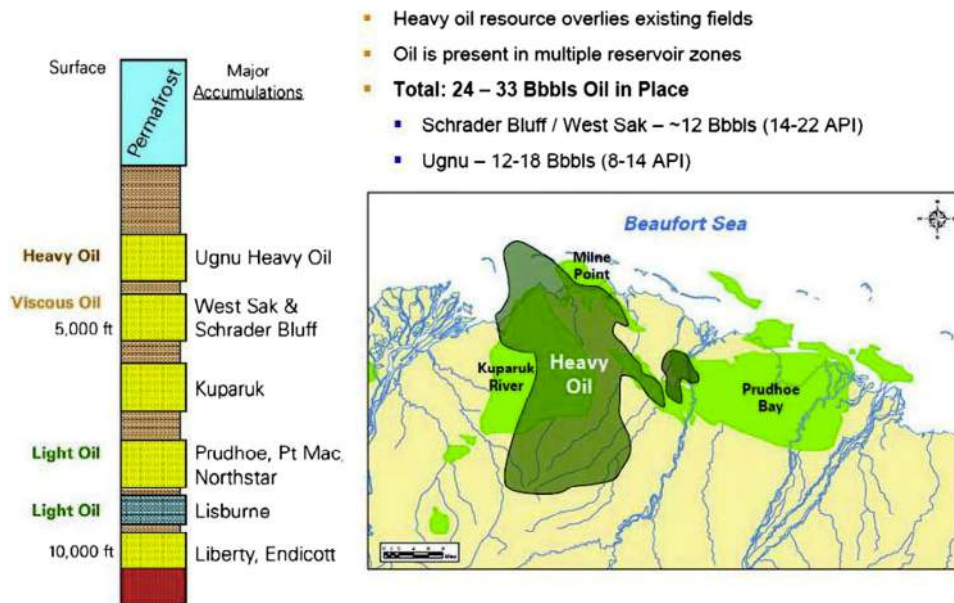 Surface
Permafrost
Major
Accumulations
Heavy Oil
Ugnu Heavy Oil
Viscous Oil
5,000 ft
West Sak &
Schrader Bluff
Kuparuk
Light Oil
Prudhoe, Pt Mac,
Northstar
Light Oil
Lisburne
10,000 ft
Liberty, Endicott
Heavy oil resource overlies existing fields
Oil is present in multiple reservoir zones
Total: 24 – 33 Bbbls Oil in Place
Schrader Bluff / West Sak – ~12 Bbbls (14-22 API)
Ugnu – 12-18 Bbbls (8-14 API)
Beaufort Sea
Milne
Point
Kuparuk
River
Heavy
Oil
Prudhoe
Bay